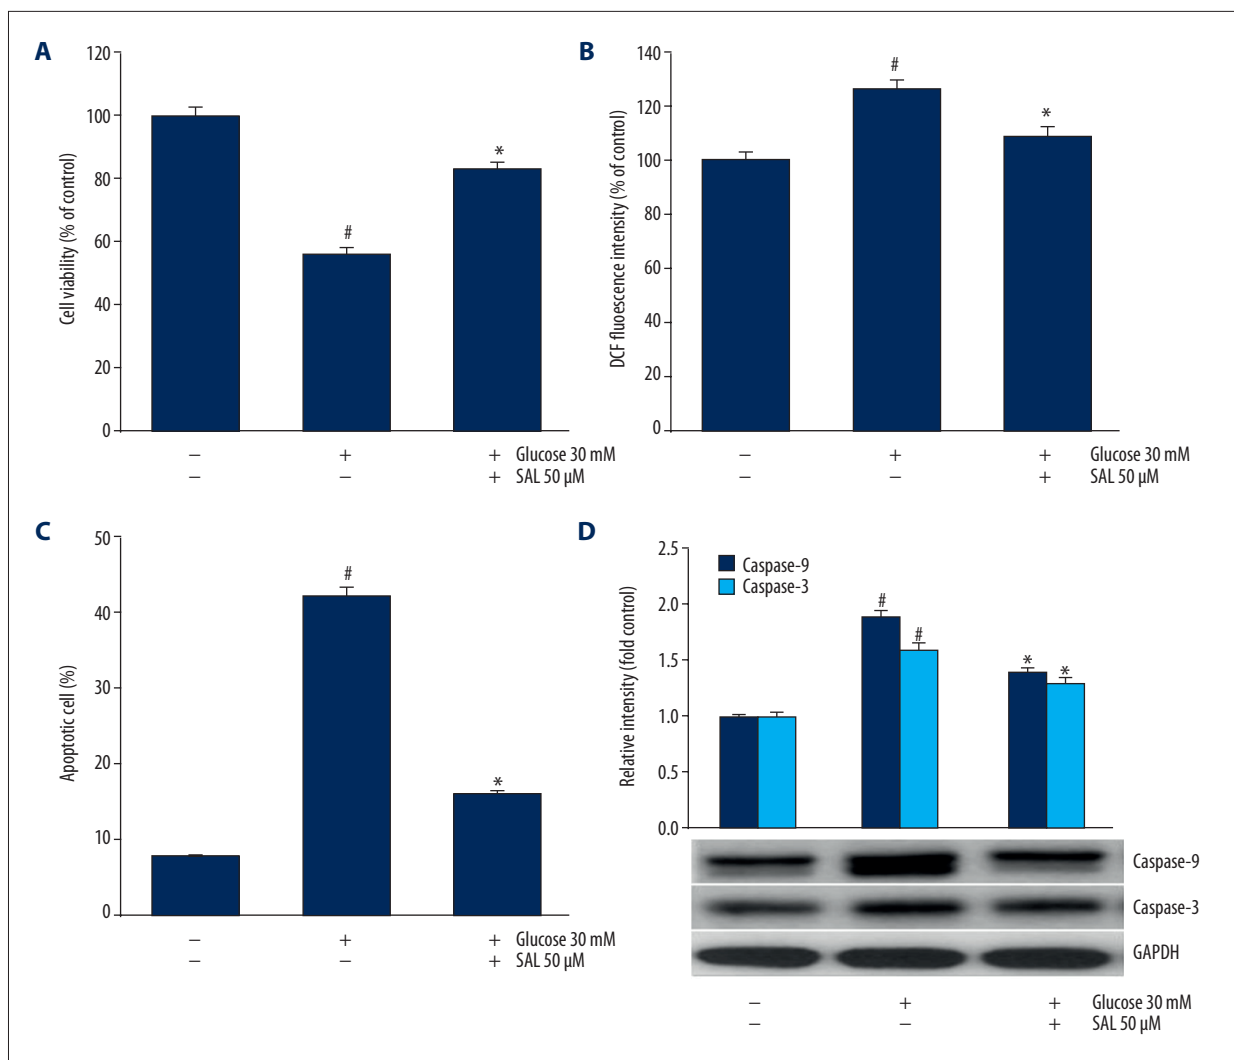 A
120
100
80
60
40
20
0
Cell viability (% of control)
#
*
− + + Glucose 30 mM
− − + SAL 50 µM
B
140
120
100
80
60
40
20
0
DCF fluoescence intensity (% of control)
#
*
− + + Glucose 30 mM
− − + SAL 50 µM
C
50
40
30
20
10
0
Apoptotic cell (%)
#
*
− + + Glucose 30 mM
− − + SAL 50 µM
D
2.5
2.0
1.5
1.0
0.5
0.0
Relative intensity (fold control)
Caspase-9
Caspase-3
#
#
*
*
Caspase-9
Caspase-3
GAPDH
− + + Glucose 30 mM
− − + SAL 50 µM